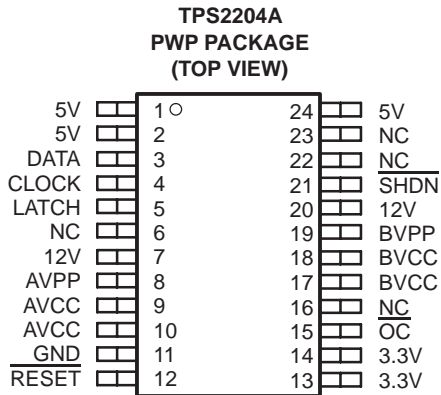 TPS2204A
PWP PACKAGE
(TOP VIEW)
5V 1 24 5V
5V 2 23 NC
DATA 3 22 NC
CLOCK 4 21 SHDN
LATCH 5 20 12V
NC 6 19 BVPP
12V 7 18 BVCC
AVPP 8 17 BVCC
AVCC 9 16 NC
AVCC 10 15 OC
GND 11 14 3.3V
RESET 12 13 3.3V